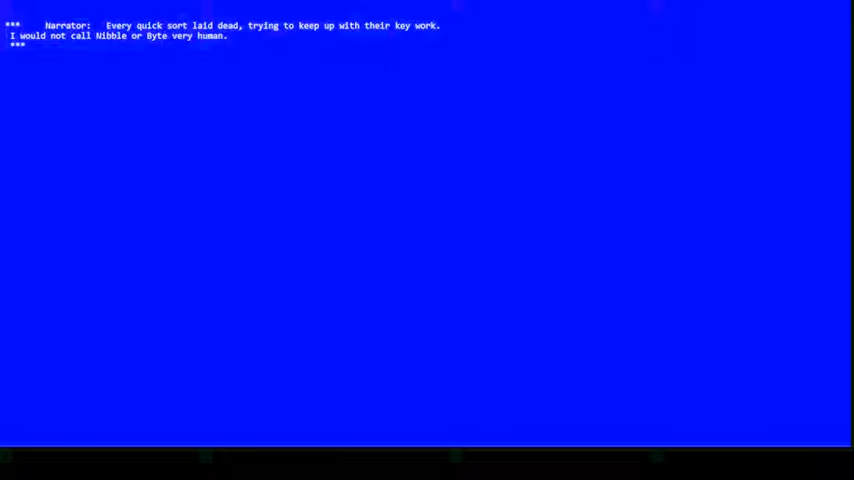 ***     Narrator:   Every quick sort laid dead, trying to keep up with their key work.
I would not call Nibble or Byte very human.
***